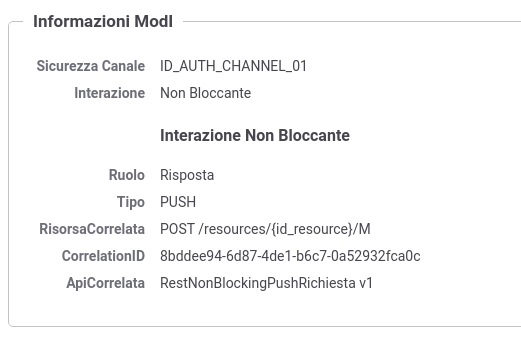 Informazioni ModI
Sicurezza Canale ID_AUTH_CHANNEL_01
Interazione Non Bloccante
Interazione Non Bloccante
Ruolo Risposta
Tipo PUSH
RisorsaCorrelata POST /resources/{id_resource}/M
CorrelationID 8bddee94-6d87-4de1-b6c7-0a52932fca0c
ApiCorrelata RestNonBlockingPushRichiesta v1